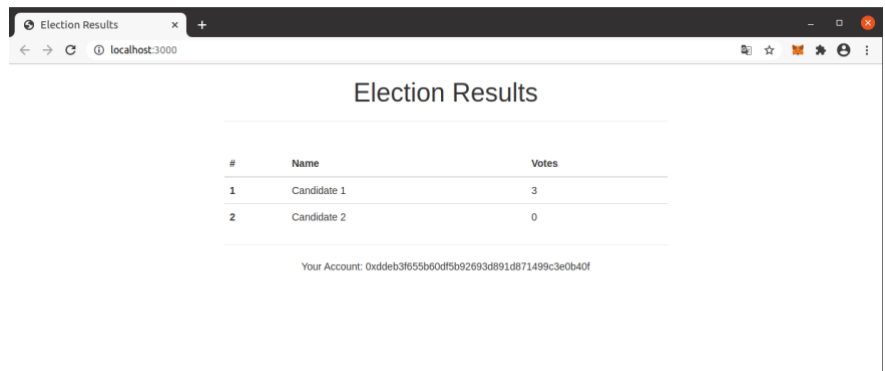 Election Results
localhost:3000
Election Results
# Name Votes
1 Candidate 1 3
2 Candidate 2 0
Your Account: 0xddeb3f655b60df5b92693d891d871499c3e0b40f